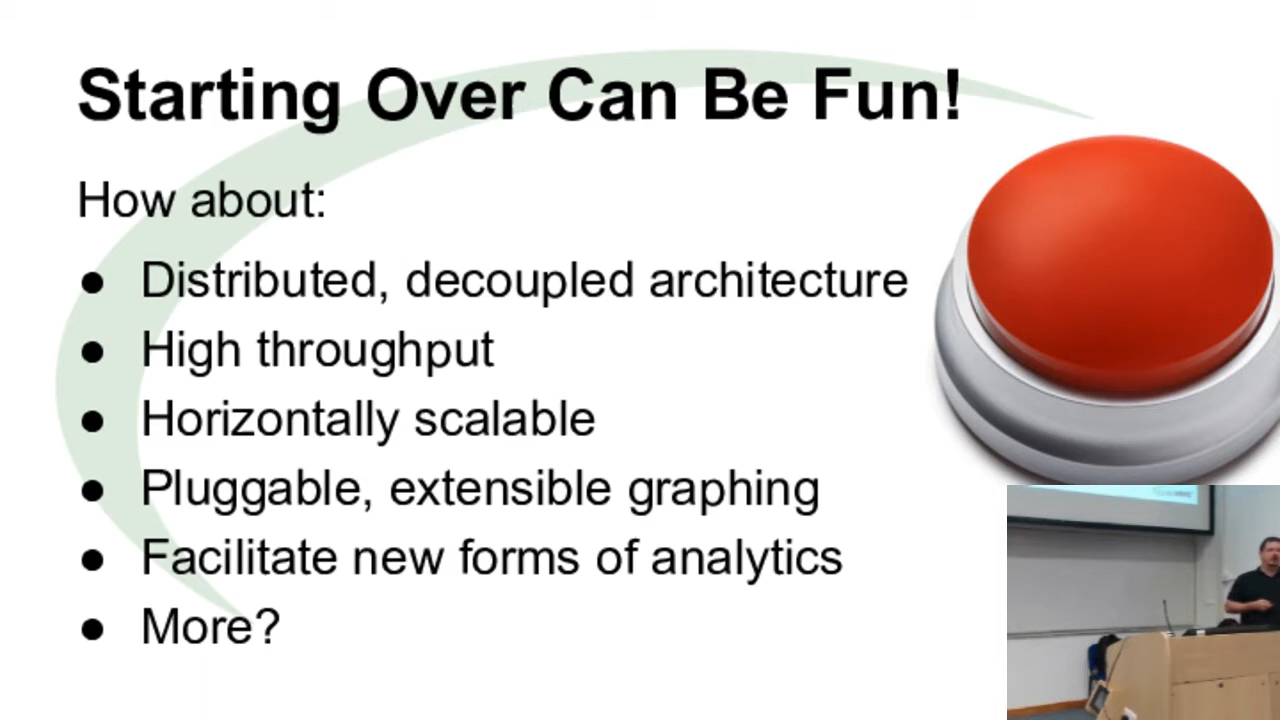 Starting Over Can Be Fun!
How about:
● Distributed, decoupled architecture
● High throughput
● Horizontally scalable
● Pluggable, extensible graphing
● Facilitate new forms of analytics
● More?